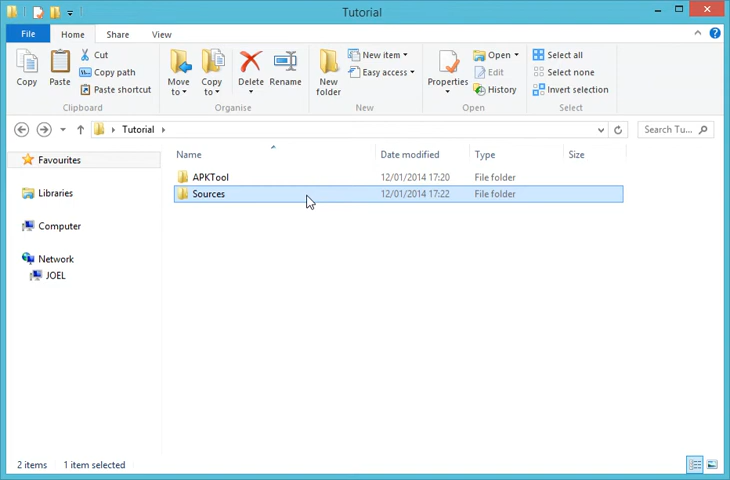 Tutorial
File Home Share View
Copy
Paste
Cut
Copy path
Paste shortcut
Clipboard
Move to
Copy to
Delete
Rename
Organise
New folder
New item
Easy access
New
Properties
Open
Edit
History
Open
Select all
Select none
Invert selection
Select
Tutorial
Search Tu...
Favourites
Libraries
Computer
Network
JOEL
Name Date modified Type Size
APKTool 12/01/2014 17:20 File folder
Sources 12/01/2014 17:22 File folder
2 items 1 item selected